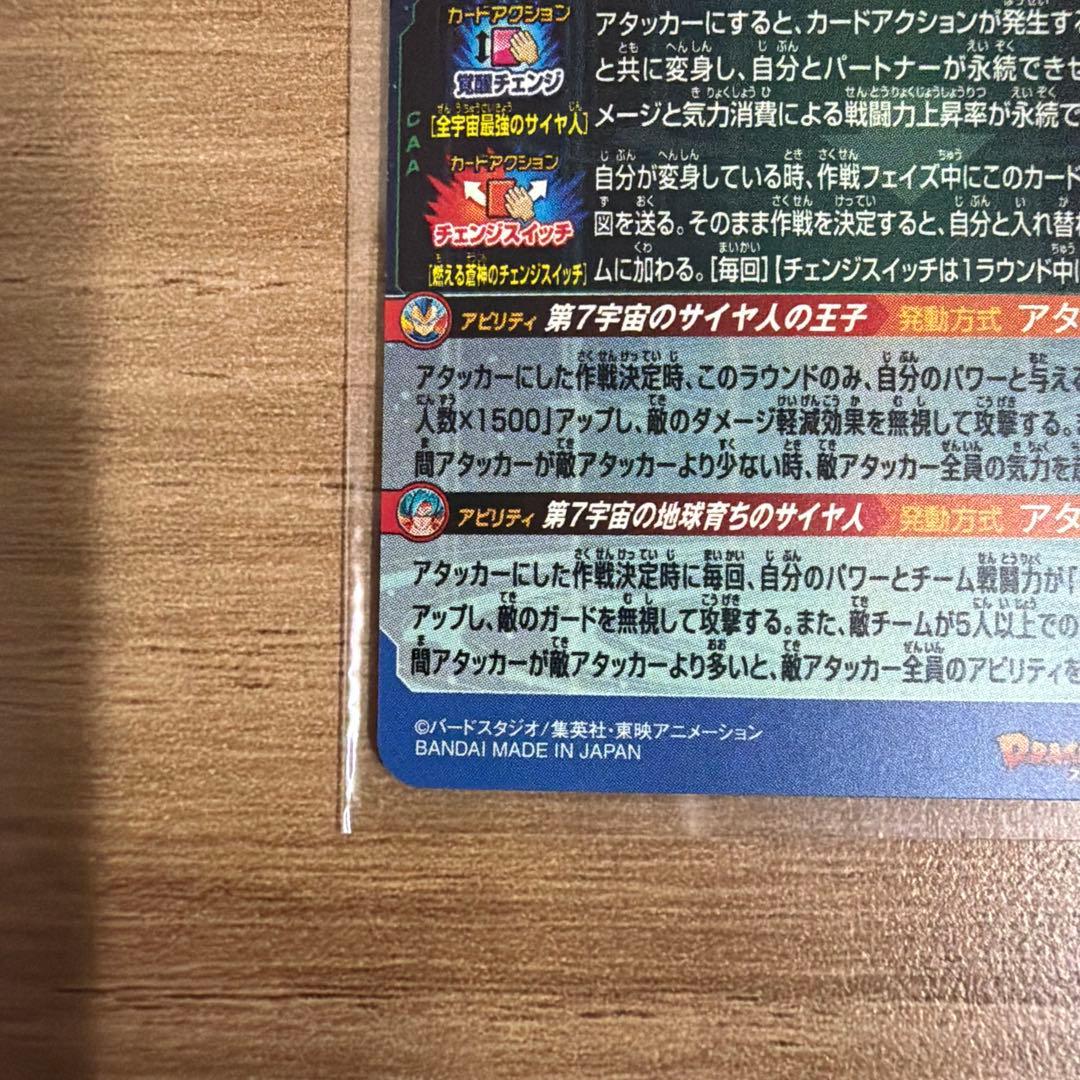 カードアクション
覚醒チェンジ
[全宇宙最強のサイヤ人]
アタッカーにすると、カードアクションが発生す
と共に変身し、自分とパートナーが永続できせ
メージと気力消費による戦闘力上昇率が永続で
CAA
カードアクション
チェンジスイッチ
[燃える蒼神のチェンジスイッチ]
自分が変身している時、作戦フェイズ中にこのカード
図を送る。そのまま作戦を決定すると、自分と入れ替
ムに加わる。[毎回]【チェンジスイッチは1ラウンド中に
アビリティ 第7宇宙のサイヤ人の王子 発動方式 アタ
アタッカーにした作戦決定時、このラウンドのみ、自分のパワーと与える
人数×1500」アップし、敵のダメージ軽減効果を無視して攻撃する。
間アタッカーが敵アタッカーより少ない時、敵アタッカー全員の気力を
アビリティ 第7宇宙の地球育ちのサイヤ人 発動方式 アタ
アタッカーにした作戦決定時に毎回、自分のパワーとチーム戦闘力が「
アップし、敵のガードを無視して攻撃する。また、敵チームが5人以上での
間アタッカーが敵アタッカーより多いと、敵アタッカー全員のアビリティを
©バードスタジオ/集英社・東映アニメーション
BANDAI MADE IN JAPAN
DRAG